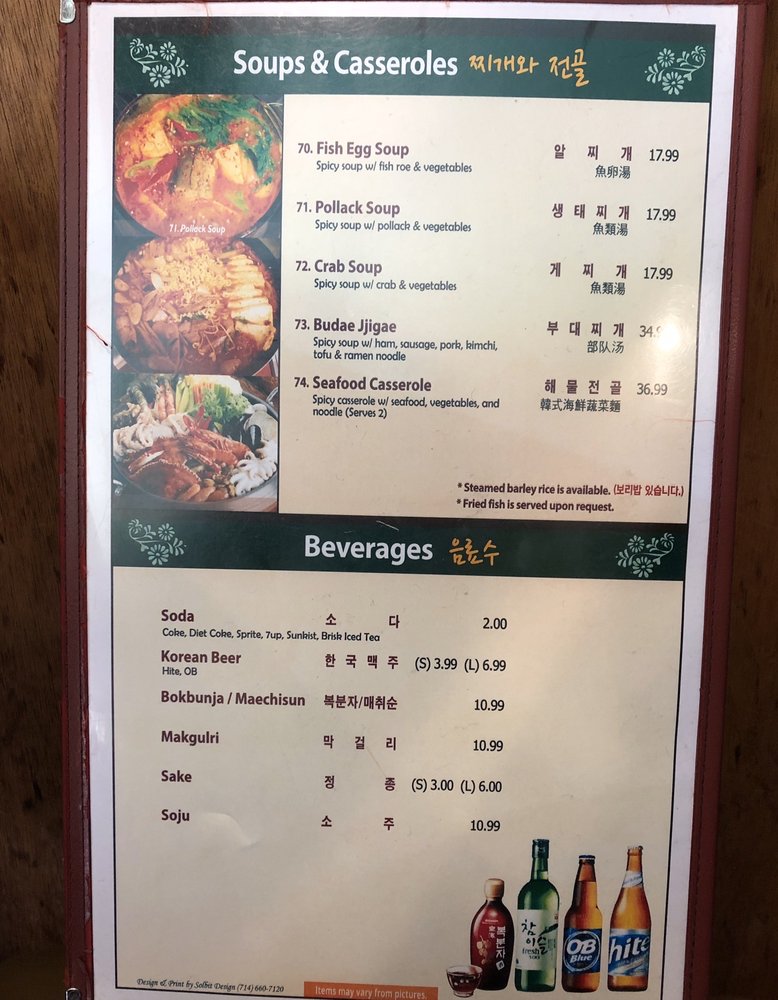 Soups & Casseroles 찌개와 전골
70. Fish Egg Soup 알 찌 개 17.99
Spicy soup w/ fish roe & vegetables 魚卵湯
71. Pollack Soup 생 태 찌 개 17.99
Spicy soup w/ pollack & vegetables 魚類湯
72. Crab Soup 게 찌 개 17.99
Spicy soup w/ crab & vegetables 魚類湯
73. Budae Jjigae 부 대 찌 개
Spicy soup w/ ham, sausage, pork, kimchi, 部队汤
tofu & ramen noodle
74. Seafood Casserole 해 물 전 골 36.99
Spicy casserole w/ seafood, vegetables, and 韓式海鮮蔬菜麵
noodle (Serves 2)
71. Pollack Soup
* Steamed barley rice is available. (보리밥 있습니다.)
* Fried fish is served upon request.
Beverages 음료수
Soda 소 다 2.00
Coke, Diet Coke, Sprite, 7up, Sunkist, Brisk Iced Tea
Korean Beer 한 국 맥 주 (S) 3.99 (L) 6.99
Hite, OB
Bokbunja / Maechisun 복분자/매취순 10.99
Makgulri 막 걸 리 10.99
Sake 정 종 (S) 3.00 (L) 6.00
Soju 소 주 10.99
복분자
참이슬
fresh
OB
Blue
hite
Design & Print by Solbit Design (714) 660-7120
Items may vary from pictures.